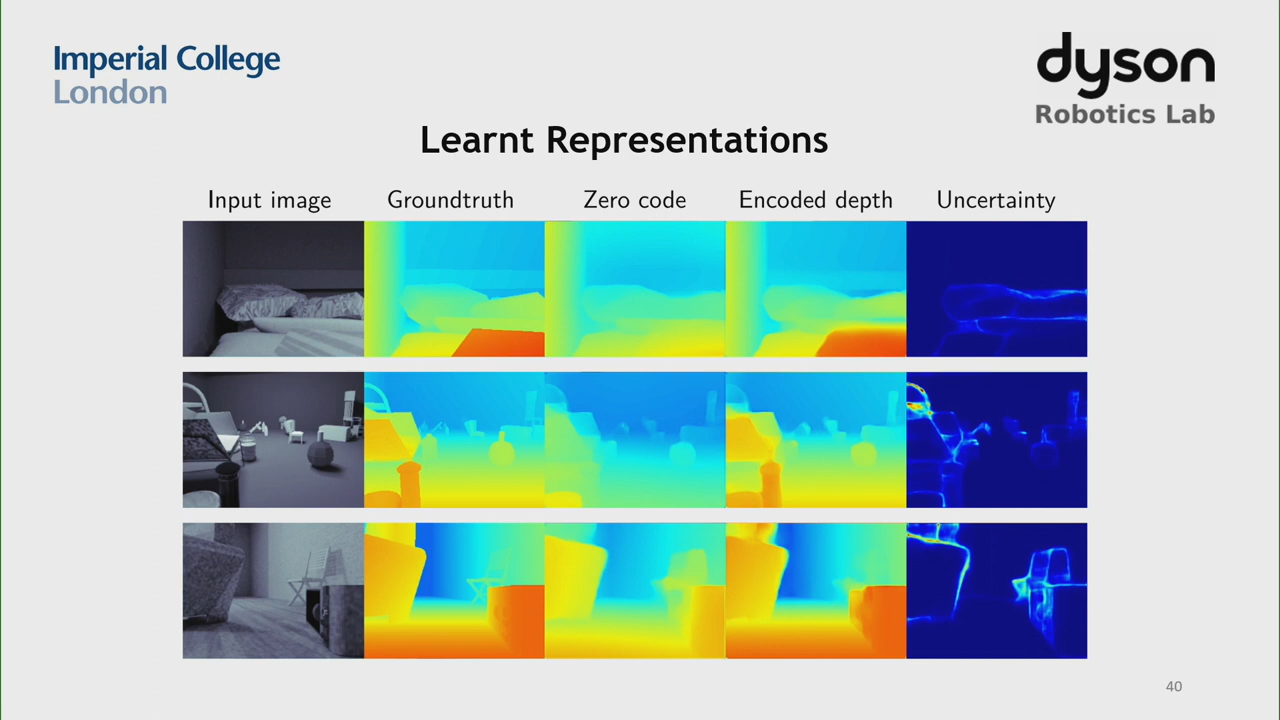 Imperial College
London
dyson
Robotics Lab
Learnt Representations
Input image
Groundtruth
Zero code
Encoded depth
Uncertainty
40